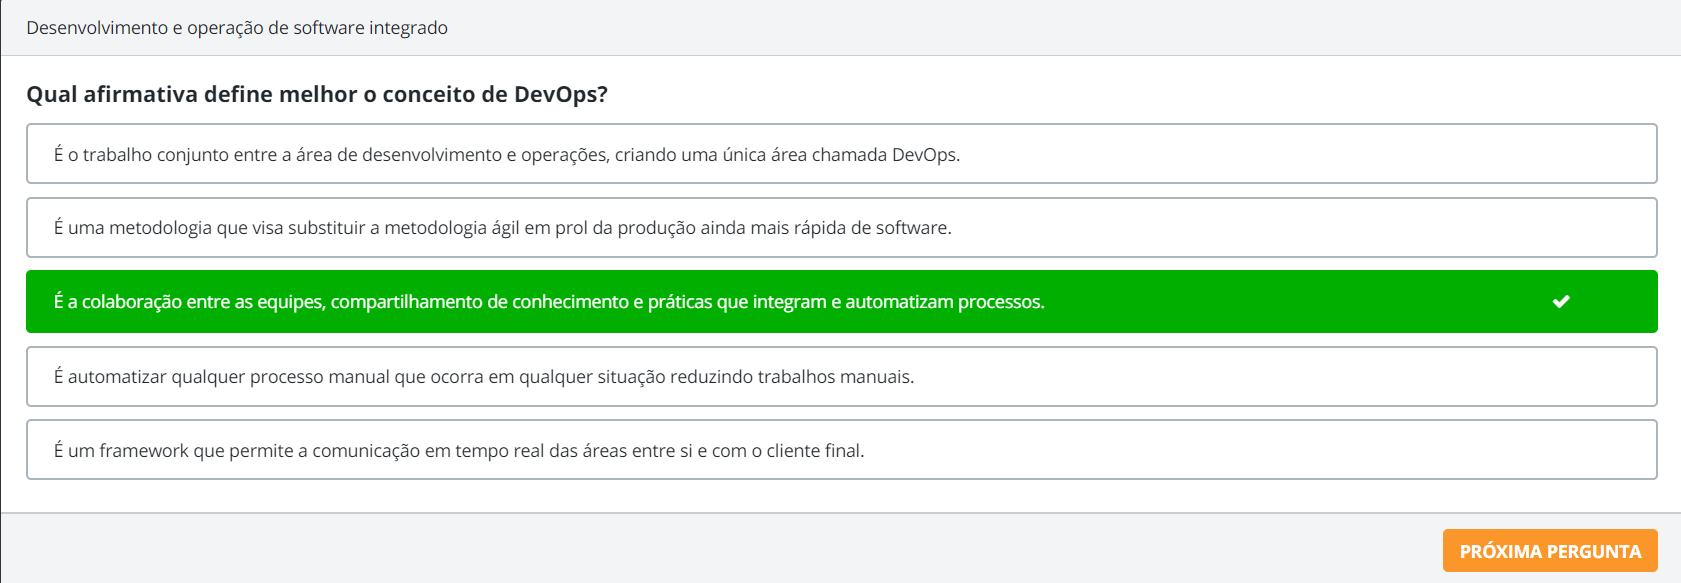 Desenvolvimento e operação de software integrado
Qual afirmativa define melhor o conceito de DevOps?
É o trabalho conjunto entre a área de desenvolvimento e operações, criando uma única área chamada DevOps.
É uma metodologia que visa substituir a metodologia ágil em prol da produção ainda mais rápida de software.
É a colaboração entre as equipes, compartilhamento de conhecimento e práticas que integram e automatizam processos.
É automatizar qualquer processo manual que ocorra em qualquer situação reduzindo trabalhos manuais.
É um framework que permite a comunicação em tempo real das áreas entre si e com o cliente final.
PRÓXIMA PERGUNTA